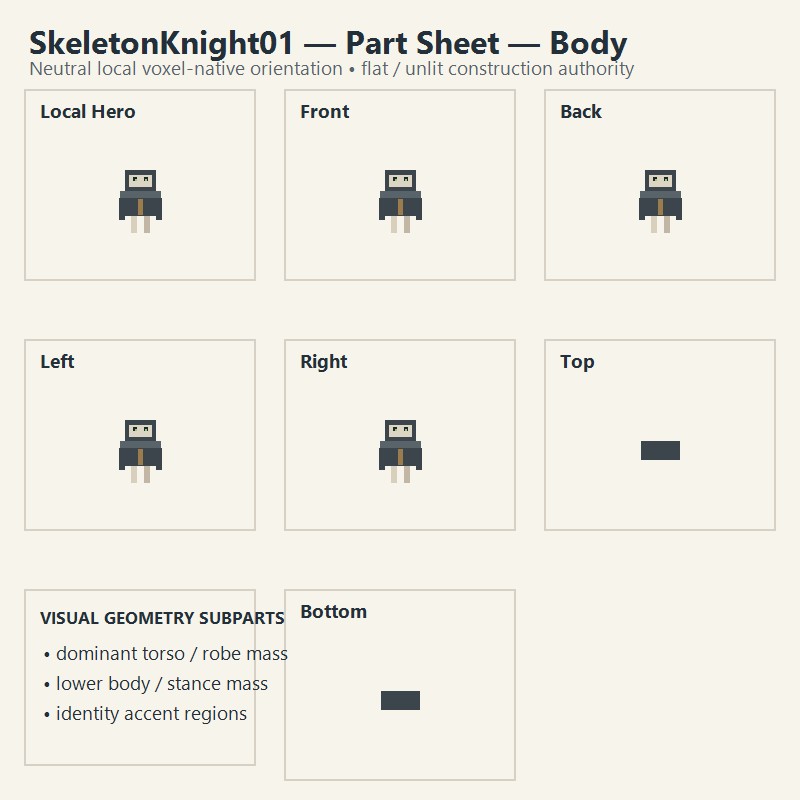 SkeletonKnight01 — Part Sheet — Body
Neutral local voxel-native orientation • flat / unlit construction authority
Local Hero
Front
Back
Left
Right
Top
VISUAL GEOMETRY SUBPARTS
• dominant torso / robe mass
• lower body / stance mass
• identity accent regions
Bottom